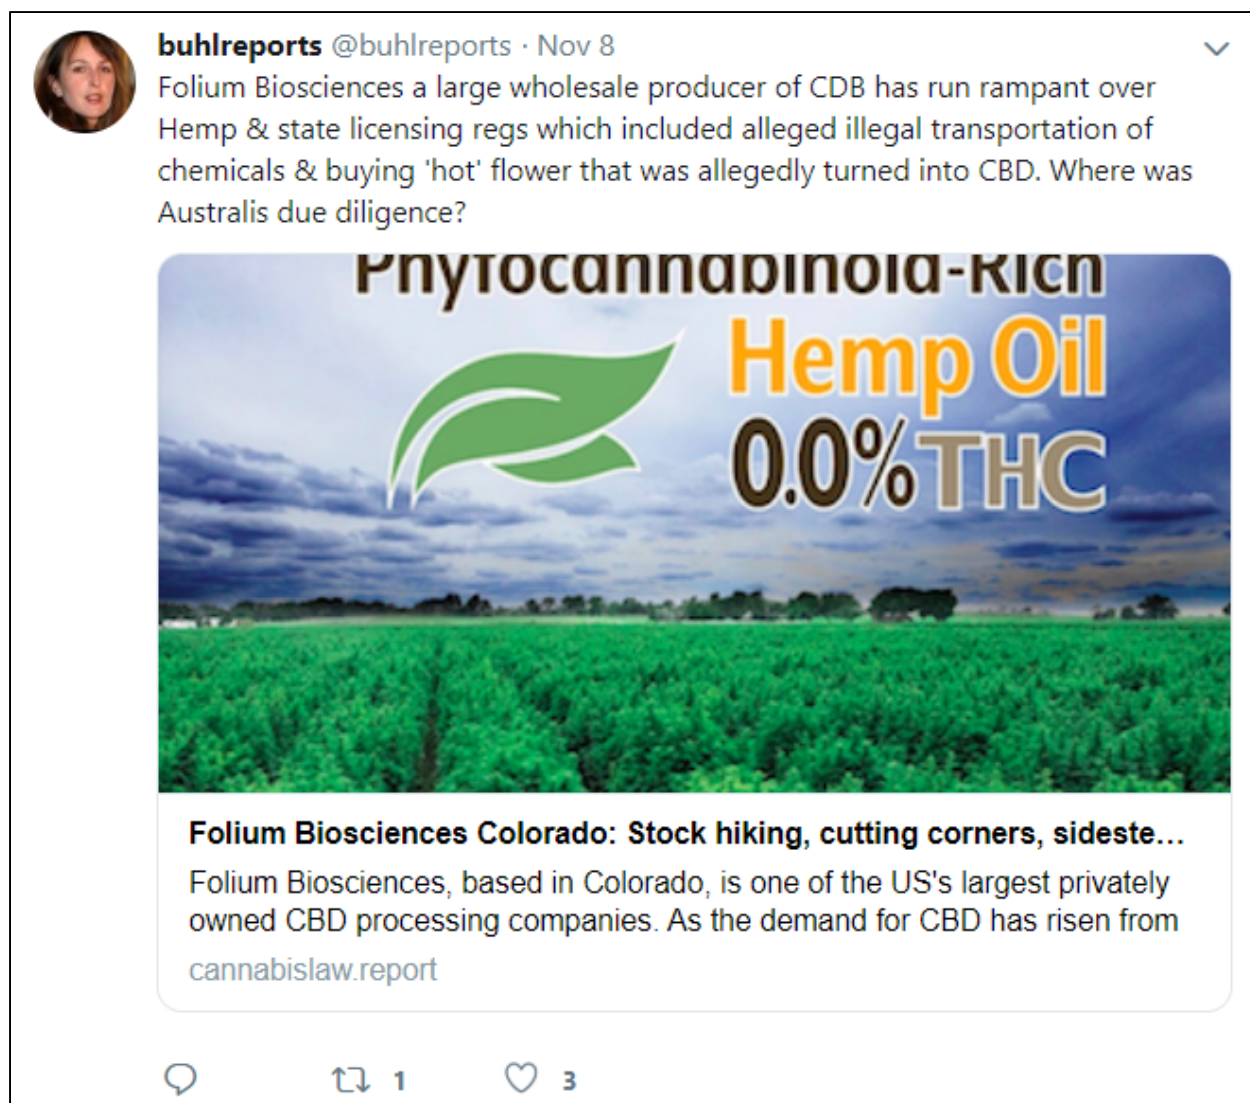 buhlreports @buhlreports · Nov 8
Folium Biosciences a large wholesale producer of CDB has run rampant over
Hemp & state licensing regs which included alleged illegal transportation of
chemicals & buying 'hot' flower that was allegedly turned into CBD. Where was
Australis due diligence?
Phytocannabinoid-Rich
Hemp Oil
0.0% THC
Folium Biosciences Colorado: Stock hiking, cutting corners, sideste...
Folium Biosciences, based in Colorado, is one of the US's largest privately
owned CBD processing companies. As the demand for CBD has risen from
cannabislaw.report
1 3